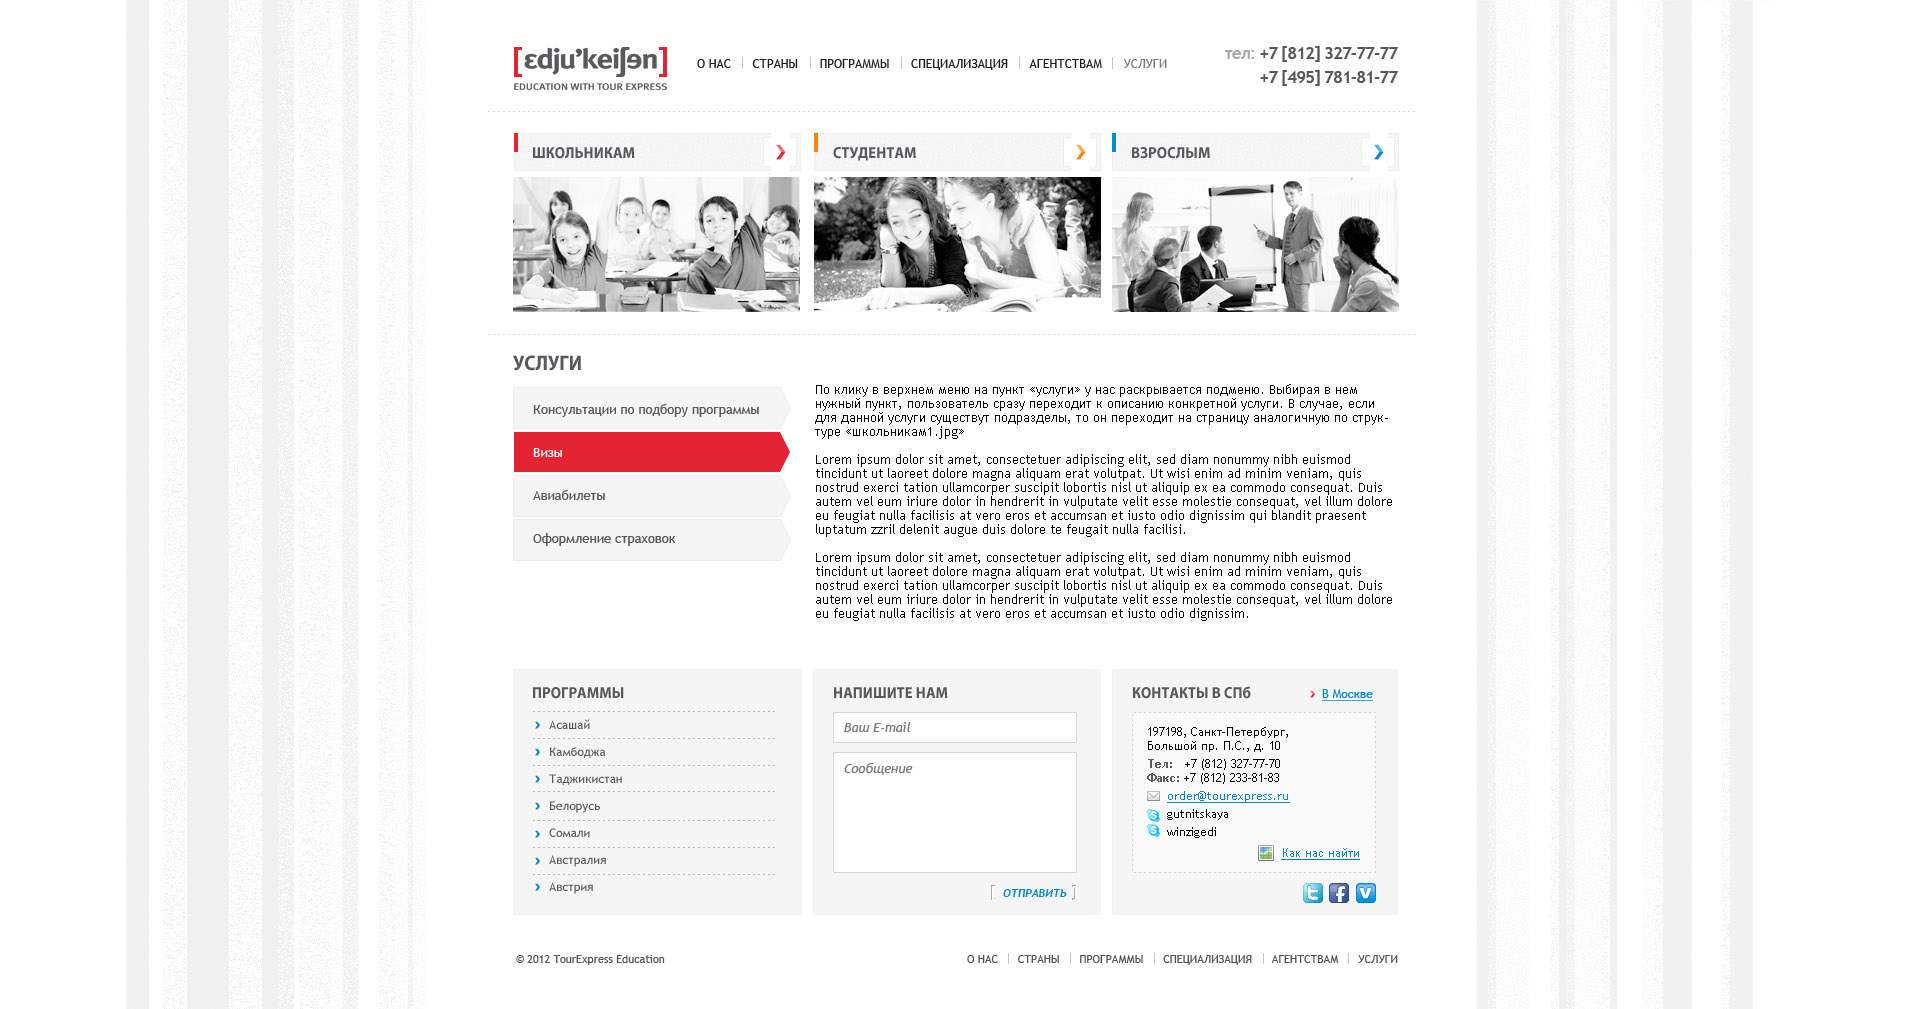 [ɛdju’keiʃɘn]
EDUCATION WITH TOUR EXPRESS
О НАС
СТРАНЫ
ПРОГРАММЫ
СПЕЦИАЛИЗАЦИЯ
АГЕНТСТВАМ
УСЛУГИ
тел: +7 [812] 327-77-77
+7 [495] 781-81-77
ШКОЛЬНИКАМ
СТУДЕНТАМ
ВЗРОСЛЫМ
УСЛУГИ
Консультации по подбору программы
Визы
Авиабилеты
Оформление страховок
По клику в верхнем меню на пункт «услуги» у нас раскрывается подменю. Выбирая в нем
нужный пункт, пользователь сразу переходит к описанию конкретной услуги. В случае, если
для данной услуги существут подразделы, то он переходит на страницу аналогичную по струк-
туре «школьникам1.jpg»
Lorem ipsum dolor sit amet, consectetuer adipiscing elit, sed diam nonummy nibh euismod
tincidunt ut laoreet dolore magna aliquam erat volutpat. Ut wisi enim ad minim veniam, quis
nostrud exerci tation ullamcorper suscipit lobortis nisl ut aliquip ex ea commodo consequat. Duis
autem vel eum iriure dolor in hendrerit in vulputate velit esse molestie consequat, vel illum dolore
eu feugiat nulla facilisis at vero eros et accumsan et iusto odio dignissim qui blandit praesent
luptatum zzril delenit augue duis dolore te feugait nulla facilisi.
Lorem ipsum dolor sit amet, consectetuer adipiscing elit, sed diam nonummy nibh euismod
tincidunt ut laoreet dolore magna aliquam erat volutpat. Ut wisi enim ad minim veniam, quis
nostrud exerci tation ullamcorper suscipit lobortis nisl ut aliquip ex ea commodo consequat. Duis
autem vel eum iriure dolor in hendrerit in vulputate velit esse molestie consequat, vel illum dolore
eu feugiat nulla facilisis at vero eros et accumsan et iusto odio dignissim.
ПРОГРАММЫ
Асашай
Камбоджа
Таджикистан
Белорусь
Сомали
Австралия
Австрия
НАПИШИТЕ НАМ
Ваш E-mail
Сообщение
ОТПРАВИТЬ
КОНТАКТЫ В СПб
В Москве
197198, Санкт-Петербург,
Большой пр. П.С., д. 10
Тел: +7 (812) 327-77-70
Факс: +7 (812) 233-81-83
order@tourexpress.ru
gutnitskaya
winzigedi
Как нас найти
© 2012 TourExpress Education
О НАС
СТРАНЫ
ПРОГРАММЫ
СПЕЦИАЛИЗАЦИЯ
АГЕНТСТВАМ
УСЛУГИ